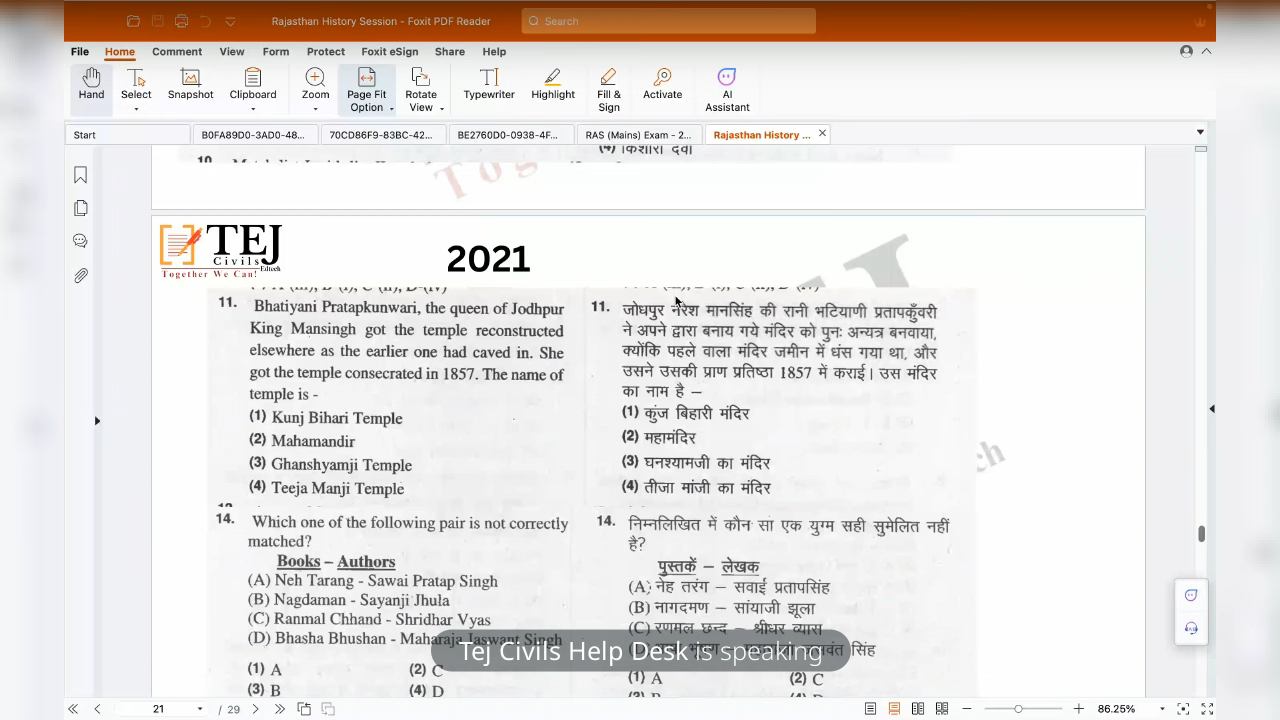 Rajasthan History Session - Foxit PDF Reader
Search
File Home Comment View Form Protect Foxit eSign Share Help
Hand Select Snapshot Clipboard Zoom Page Fit Option Rotate View Typewriter Highlight Fill & Sign Activate AI Assistant
Start B0FA89D0-3AD0-48... 70CD86F9-83BC-42... BE2760D0-0938-4F... RAS (Mains) Exam - 2... Rajasthan History ...
(4) किशोरी देवी
10.
Tog
TEJ
Civils
Edtech
Together We Can!
2021
11. Bhatiyani Pratapkunwari, the queen of Jodhpur
King Mansingh got the temple reconstructed
elsewhere as the earlier one had caved in. She
got the temple consecrated in 1857. The name of
temple is -
(1) Kunj Bihari Temple
(2) Mahamandir
(3) Ghanshyamji Temple
(4) Teeja Manji Temple
11. जोधपुर नरेश मानसिंह की रानी भटियाणी प्रतापकुँवरी
ने अपने द्वारा बनाय गये मंदिर को पुनः अन्यत्र बनवाया,
क्योंकि पहले वाला मंदिर जमीन में धंस गया था, और
उसने उसकी प्राण प्रतिष्ठा 1857 में कराई। उस मंदिर
का नाम है –
(1) कुंज बिहारी मंदिर
(2) महामंदिर
(3) घनश्यामजी का मंदिर
(4) तीजा मांजी का मंदिर
14. Which one of the following pair is not correctly
matched?
Books – Authors
(A) Neh Tarang - Sawai Pratap Singh
(B) Nagdaman - Sayanji Jhula
(C) Ranmal Chhand - Shridhar Vyas
(D) Bhasha Bhushan - Maharaja Jaswant Singh
(1) A (2) C
(3) B (4) D
14. निम्नलिखित में कौन सा एक युग्म सही सुमेलित नहीं
है?
पुस्तकें – लेखक
(A) नेह तरंग – सवाई प्रतापसिंह
(B) नागदमण – सांयाजी झूला
(C) रणमल छन्द – श्रीधर व्यास
सिंह
(1) A (2) C
Tej Civils Help Desk is speaking
21 / 29
86.25%